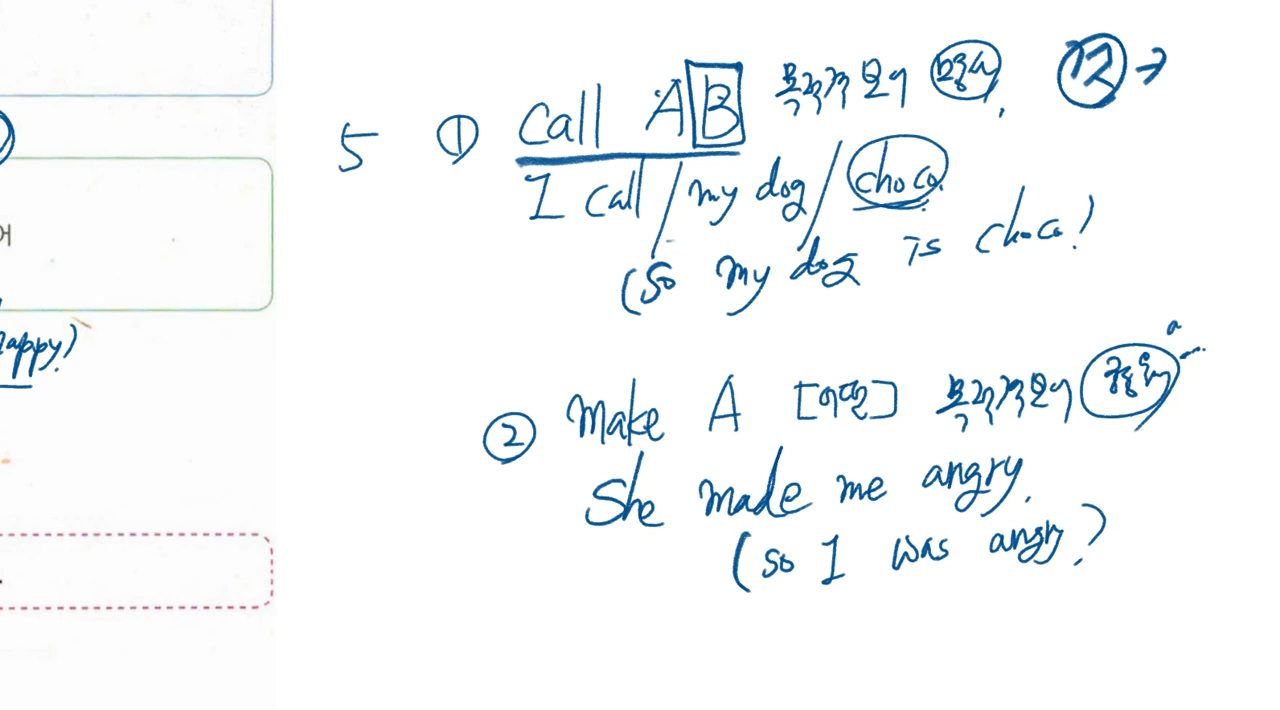 어
happy)
5 ① call A B 목적격보어 명사,
I call / my dog / choco
(so my dog is choco)
② make A [어떤] 목적격보어 형용사
She made me angry.
(so I was angry)